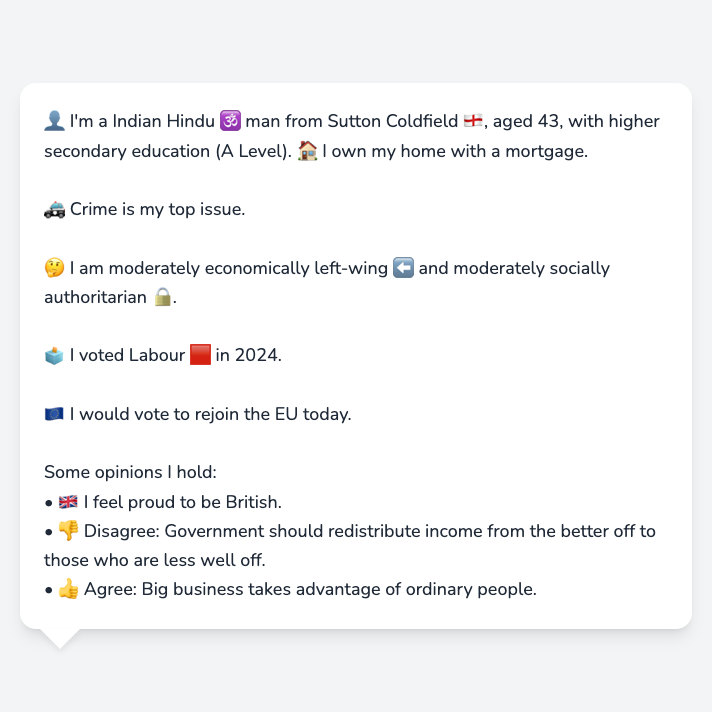 👤 I'm a Indian Hindu 🕉️ man from Sutton Coldfield 🏴󠁧󠁢󠁥󠁮󠁧󠁿, aged 43, with higher
secondary education (A Level). 🏠 I own my home with a mortgage.
🚓 Crime is my top issue.
🤔 I am moderately economically left-wing ⬅️ and moderately socially
authoritarian 🔒.
🗳️ I voted Labour 🟥 in 2024.
🇪🇺 I would vote to rejoin the EU today.
Some opinions I hold:
• 🇬🇧 I feel proud to be British.
• 👎 Disagree: Government should redistribute income from the better off to
those who are less well off.
• 👍 Agree: Big business takes advantage of ordinary people.